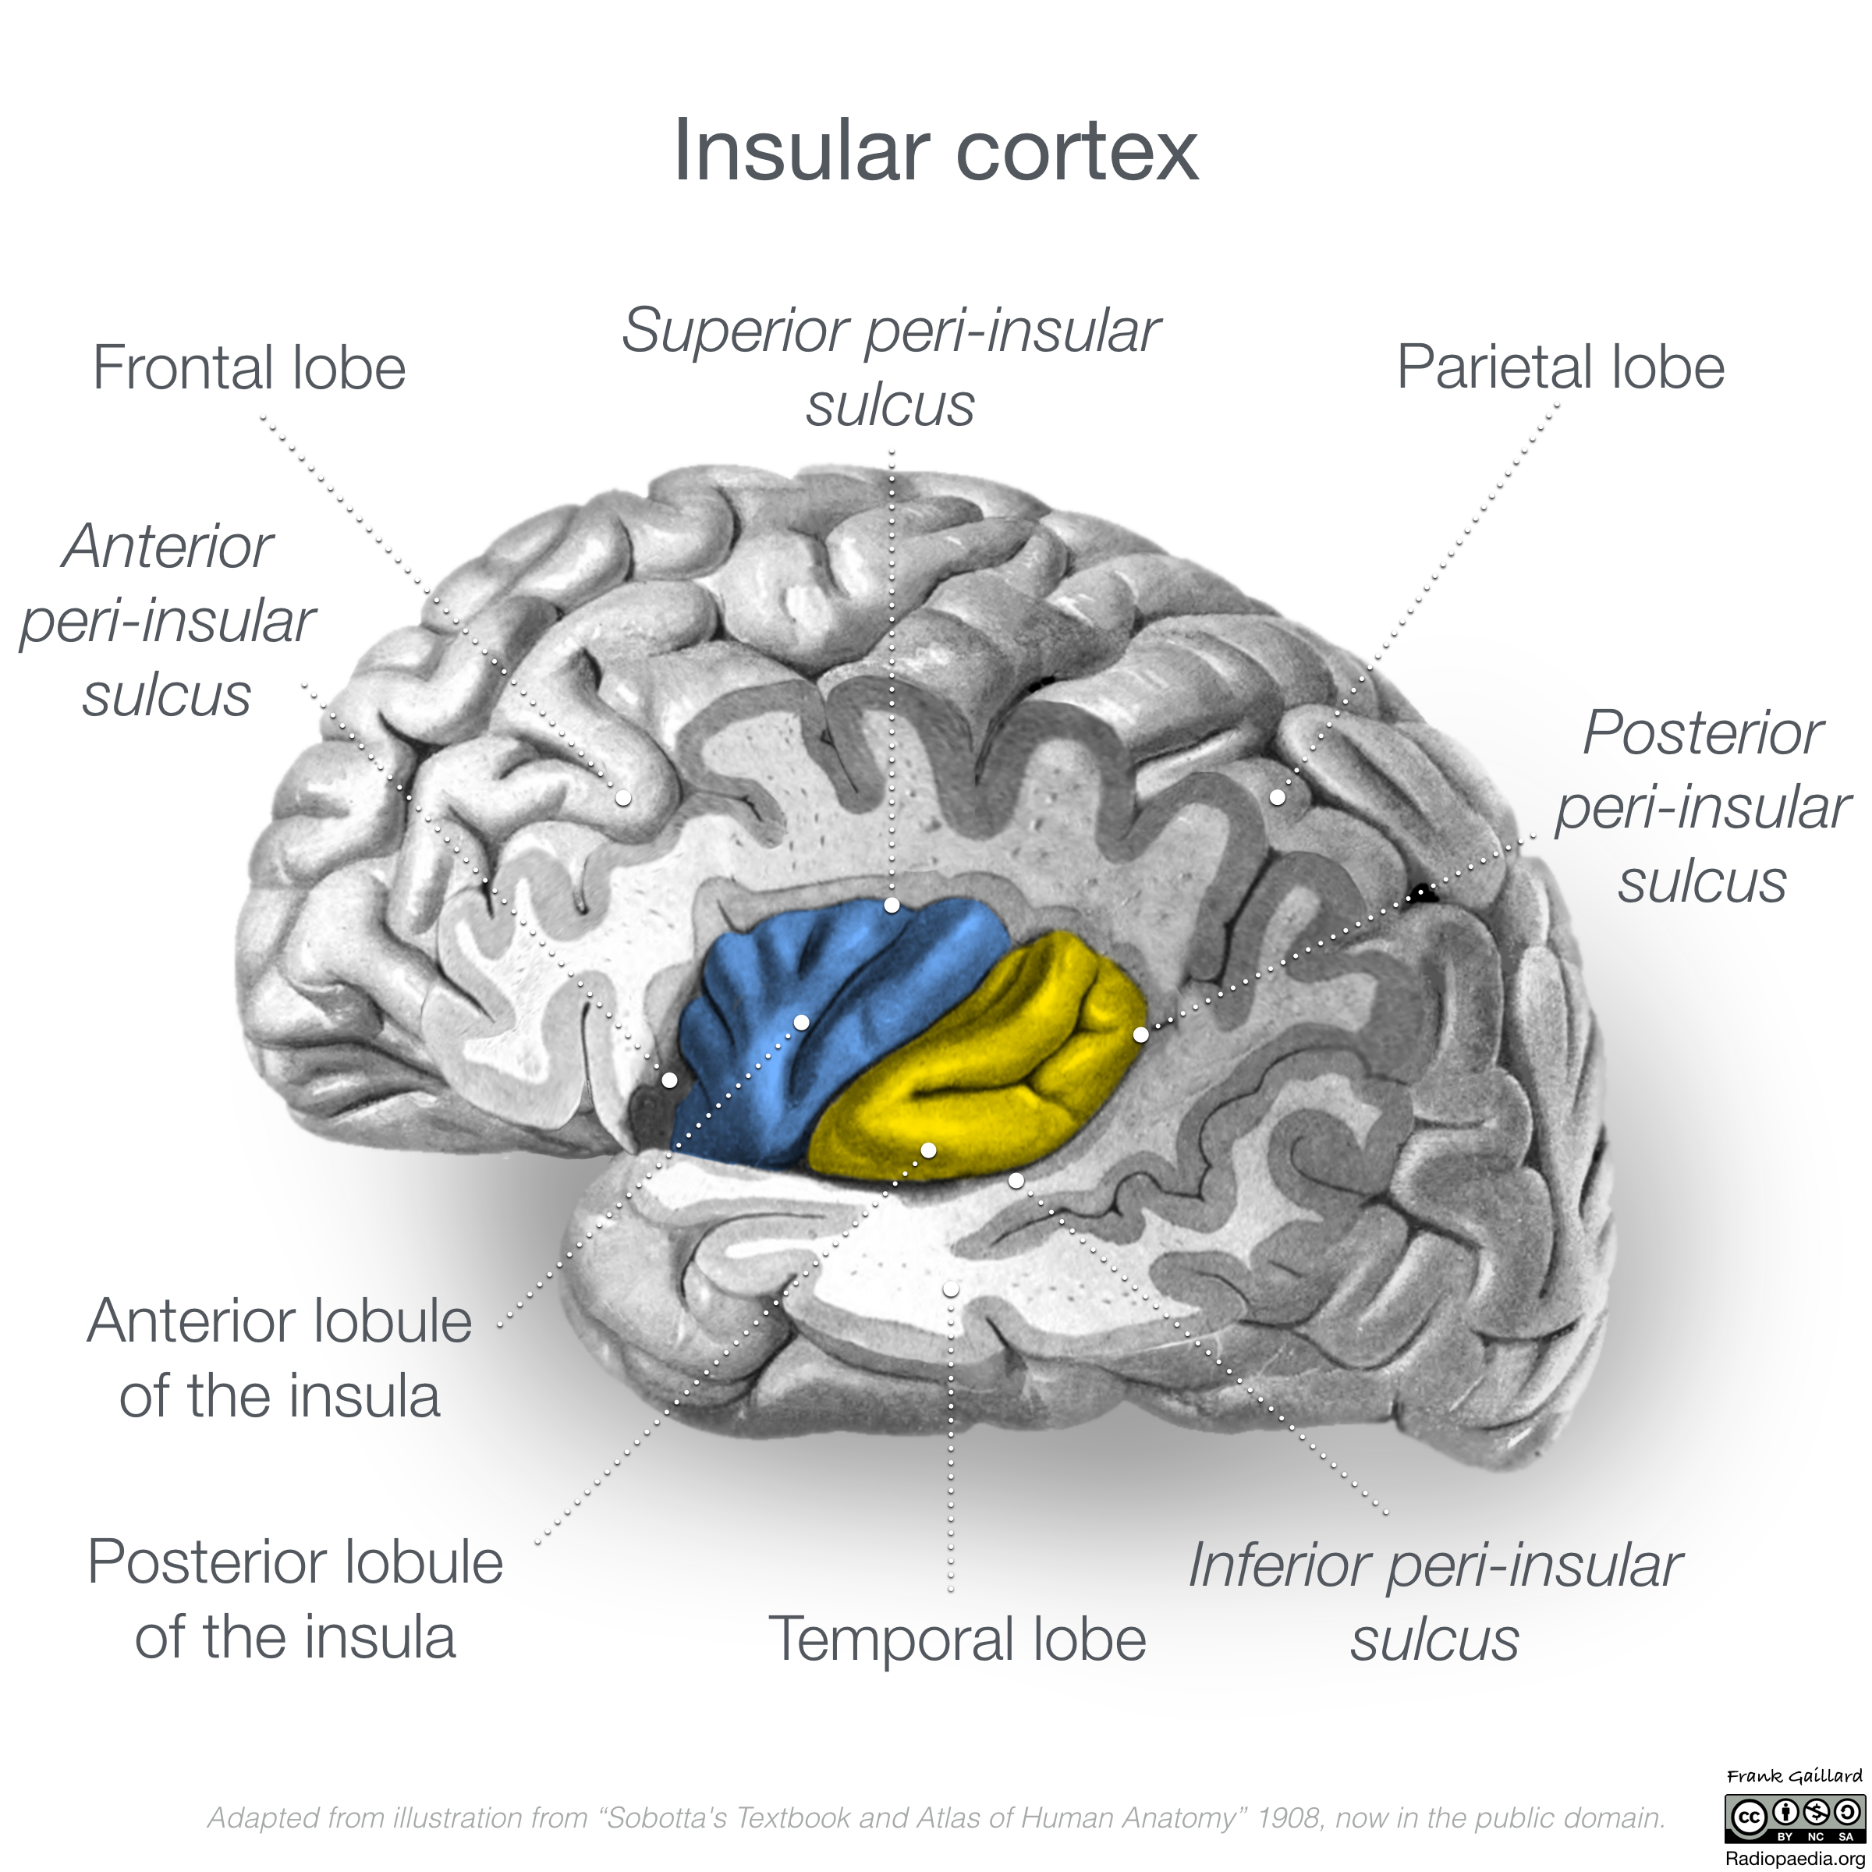 Insular cortex
Superior peri-insular
sulcus
Frontal lobe
Parietal lobe
Anterior
peri-insular
sulcus
Posterior
peri-insular
sulcus
Anterior lobule
of the insula
Posterior lobule
of the insula
Temporal lobe
Inferior peri-insular
sulcus
Adapted from illustration from “Sobotta's Textbook and Atlas of Human Anatomy” 1908, now in the public domain.
Frank Gaillard
cc
BY NC SA
Radiopaedia.org